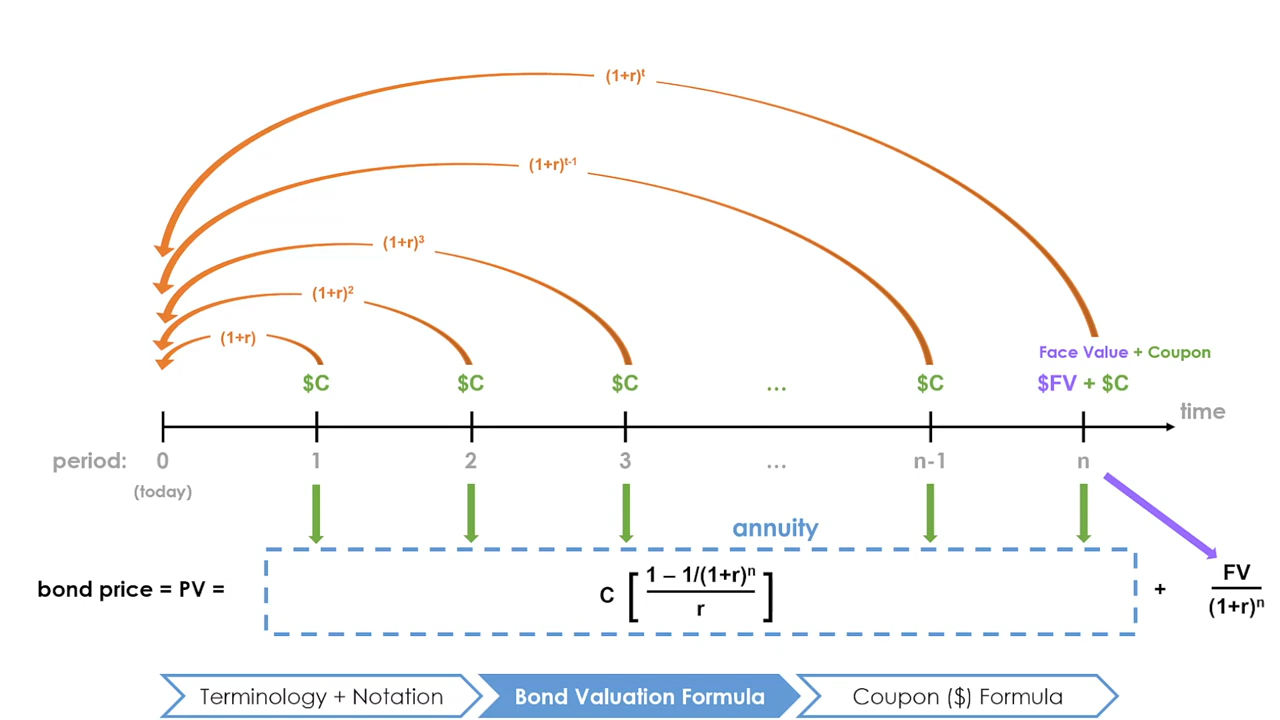 (1+r)ᵗ
(1+r)ᵗ⁻¹
(1+r)³
(1+r)²
(1+r)
Face Value + Coupon
$C $C $C ... $C $FV + $C
time
period: 0 1 2 3 ... n-1 n
(today)
annuity
bond price = PV = C [ 1 – 1/(1+r)ⁿ / r ] + FV / (1+r)ⁿ
Terminology + Notation
Bond Valuation Formula
Coupon ($) Formula